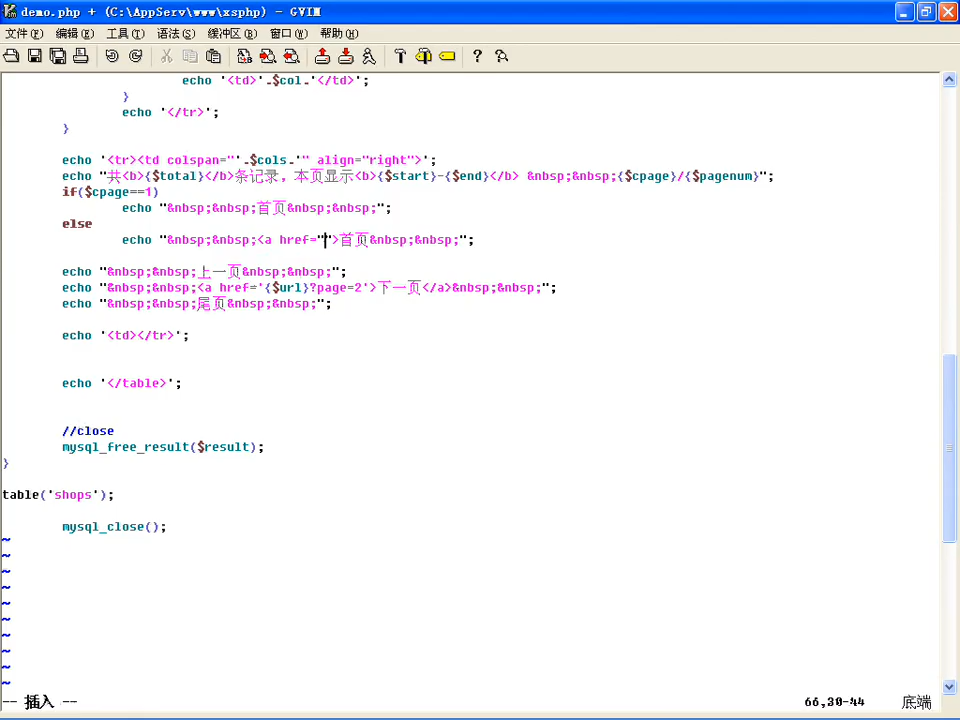 demo.php + (C:\AppServ\www\xsphp) - GVIM
文件(F) 编辑(E) 工具(T) 语法(S) 缓冲区(B) 窗口(W) 帮助(H)
echo '<td>'.$col.'</td>';
}
echo '</tr>';
}
echo '<tr><td colspan="'.$cols.'" align="right">';
echo "共<b>{$total}</b>条记录，本页显示<b>{$start}-{$end}</b> &nbsp;&nbsp;{$cpage}/{$pagenum}";
if($cpage==1)
echo "&nbsp;&nbsp;首页&nbsp;&nbsp;";
else
echo "&nbsp;&nbsp;<a href="">首页&nbsp;&nbsp;";
echo "&nbsp;&nbsp;上一页&nbsp;&nbsp;";
echo "&nbsp;&nbsp;<a href='{$url}?page=2'>下一页</a>&nbsp;&nbsp;";
echo "&nbsp;&nbsp;尾页&nbsp;&nbsp;";
echo '<td></tr>';
echo '</table>';
//close
mysql_free_result($result);
}
table('shops');
mysql_close();
~
~
~
~
~
~
~
~
~
~
-- 插入 -- 66,30-44 底端